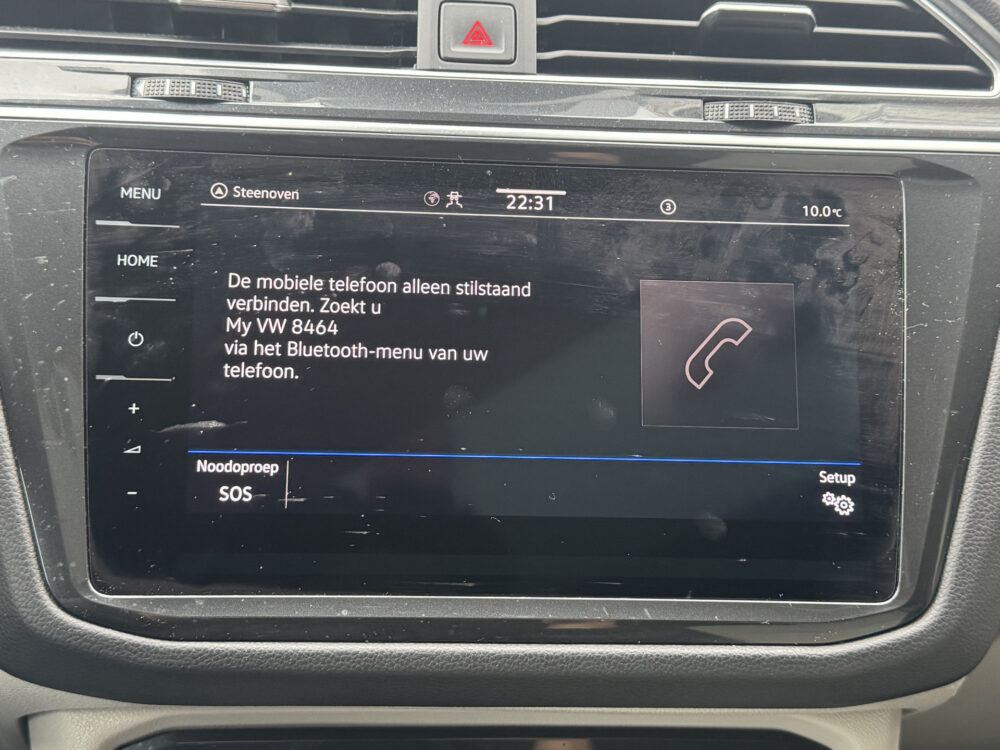 MENU
Steenoven
22:31
3
10.0°C
HOME
De mobiele telefoon alleen stilstaand
verbinden. Zoekt u
My VW 8464
via het Bluetooth-menu van uw
telefoon.
+
-
Noodoproep
SOS
Setup